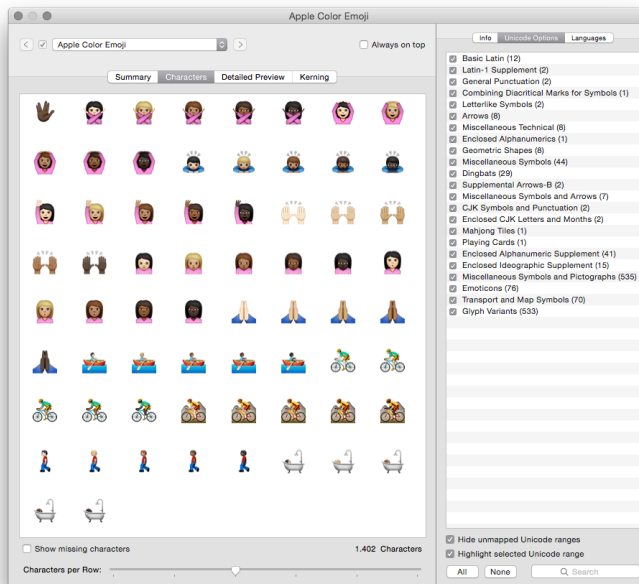 Apple Color Emoji
Apple Color Emoji
Always on top
Summary Characters Detailed Preview Kerning
Show missing characters
1.402 Characters
Characters per Row:
Info Unicode Options Languages
Basic Latin (12)
Latin-1 Supplement (2)
General Punctuation (2)
Combining Diacritical Marks for Symbols (1)
Letterlike Symbols (2)
Arrows (8)
Miscellaneous Technical (8)
Enclosed Alphanumerics (1)
Geometric Shapes (8)
Miscellaneous Symbols (44)
Dingbats (29)
Supplemental Arrows-B (2)
Miscellaneous Symbols and Arrows (7)
CJK Symbols and Punctuation (2)
Enclosed CJK Letters and Months (2)
Mahjong Tiles (1)
Playing Cards (1)
Enclosed Alphanumeric Supplement (41)
Enclosed Ideographic Supplement (15)
Miscellaneous Symbols and Pictographs (535)
Emoticons (76)
Transport and Map Symbols (70)
Glyph Variants (533)
Hide unmapped Unicode ranges
Highlight selected Unicode range
All None Search